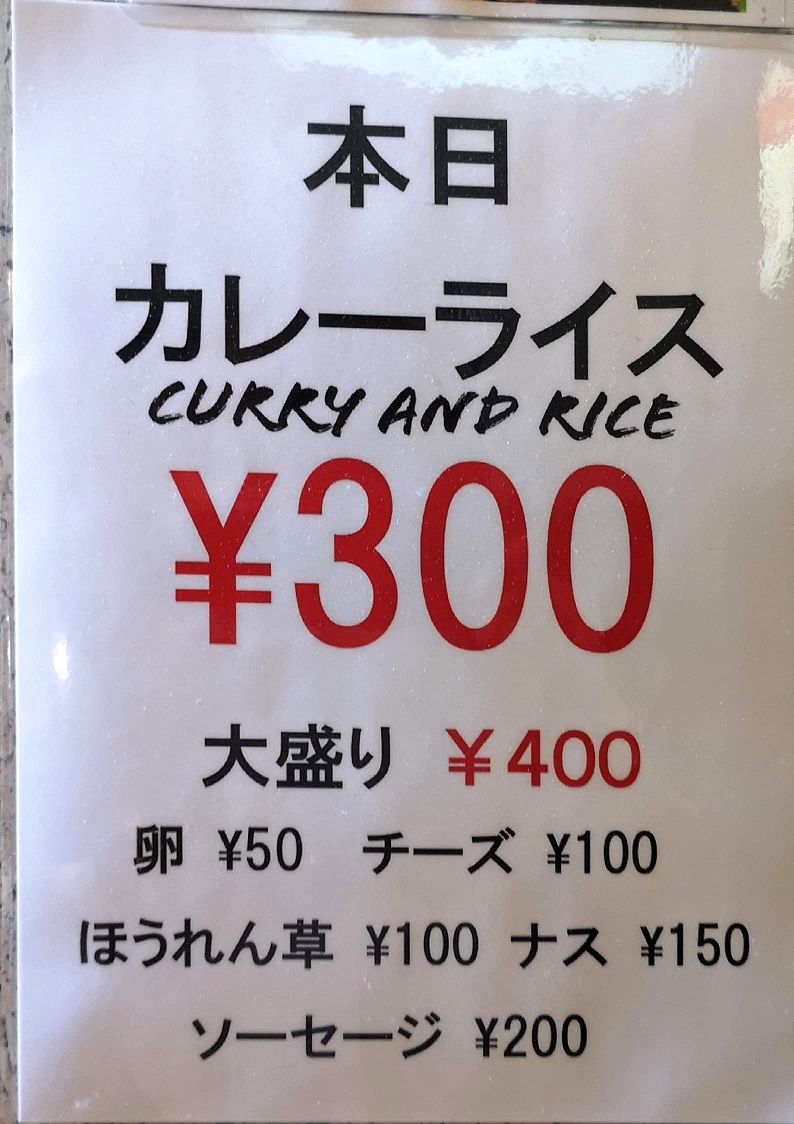 本日
カレーライス
CURRY AND RICE
¥300
大盛り ¥400
卵 ¥50 チーズ ¥100
ほうれん草 ¥100 ナス ¥150
ソーセージ ¥200